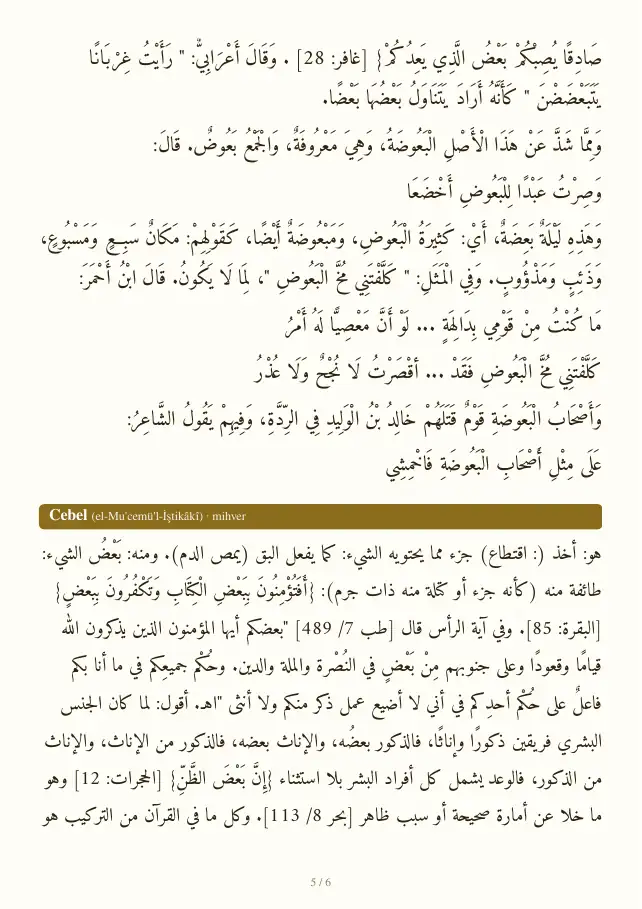 صَادِقًا يُصِبْكُمْ بَعْضُ الَّذِي يَعِدُكُمْ} [غافر: 28] . وَقَالَ أَعْرَابِيٌّ: " رَأَيْتُ غِرْبَانًا
يَتَبَعْضَضْنَ " كَأَنَّهُ أَرَادَ يَتَنَاوَلُ بَعْضُهَا بَعْضًا.
وَمِمَّا شَذَّ عَنْ هَذَا الْأَصْلِ الْبَعُوضَةُ، وَهِيَ مَعْرُوفَةٌ، وَالْجَمْعُ بَعُوضٌ. قَالَ:
وَصِرْتُ عَبْدًا لِلْبَعُوضِ أَخْضَعَا
وَهَذِهِ لَيْلَةٌ بَعِضَةٌ، أَيْ: كَثِيرَةُ الْبَعُوضِ، وَمَبْعُوضَةٌ أَيْضًا، كَقَوْلِهِمْ: مَكَانٌ سَبِعٌ وَمَسْبُوعٌ،
وَذَئِبٌ وَمَذْؤُوبٌ. وَفِي الْمَثَلِ: " كَلَّفْتَنِي مُخَّ الْبَعُوضِ "، لِمَا لَا يَكُونُ. قَالَ ابْنُ أَحْمَرَ:
مَا كُنْتُ مِنْ قَوْمِي بِدَالِهَةٍ ... لَوْ أَنَّ مَعْصِيًّا لَهُ أَمْرُ
كَلَّفْتَنِي مُخَّ الْبَعُوضِ فَقَدْ ... أَقْصَرْتُ لَا نُجْحٌ وَلَا عُذْرُ
وَأَصْحَابُ الْبَعُوضَةِ قَوْمٌ قَتَلَهُمْ خَالِدُ بْنُ الْوَلِيدِ فِي الرِّدَّةِ، وَفِيهِمْ يَقُولُ الشَّاعِرُ:
عَلَى مِثْلِ أَصْحَابِ الْبَعُوضَةِ فَاخْمِشِي
Cebel (el-Mu'cemü'l-İştikâkî) · mihver
هو: أخذ (: اقتطاع) جزء مما يحتويه الشيء: كما يفعل البق (يمص الدم). ومنه: بَعْضُ الشيء:
طائفة منه (كأنه جزء أو كتلة منه ذات جرم): {أَفَتُؤْمِنُونَ بِبَعْضِ الْكِتَابِ وَتَكْفُرُونَ بِبَعْضٍ}
[البقرة: 85]. وفي آية الرأس قال [طب 7/ 489] "بعضكم أيها المؤمنون الذين يذكرون الله
قيامًا وقعودًا وعلى جنوبهم مِنْ بَعْضٍ في النُصْرة والملة والدين. وحُكْم جميعِكم في ما أنا بكم
فاعلٌ على حُكْم أحدِكم في أني لا أضيع عمل ذكر منكم ولا أنثى "اهـ. أقول: لما كان الجنس
البشري فريقين ذكورًا وإناثًا، فالذكور بعضُه، والإناث بعضه، فالذكور من الإناث، والإناث
من الذكور، فالوعد يشمل كل أفراد البشر بلا استثناء {إِنَّ بَعْضَ الظَّنِّ} [الحجرات: 12] وهو
ما خلا عن أمارة صحيحة أو سبب ظاهر [بحر 8/ 113]. وكل ما في القرآن من التركيب هو
5 / 6